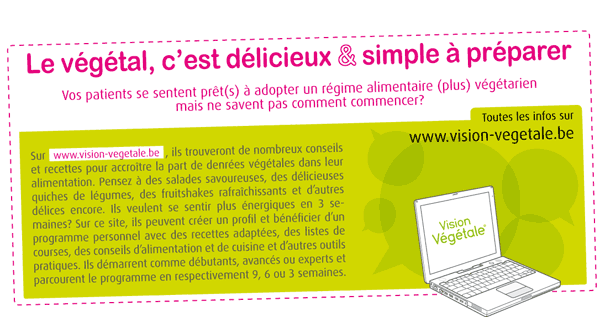 Le végétal, c'est délicieux & simple à préparer
Vos patients se sentent prêt(s) à adopter un régime alimentaire (plus) végétarien
mais ne savent pas comment commencer?
Toutes les infos sur
www.vision-vegetale.be
Sur www.vision-vegetale.be , ils trouveront de nombreux conseils
et recettes pour accroître la part de denrées végétales dans leur
alimentation. Pensez à des salades savoureuses, des délicieuses
quiches de légumes, des fruitshakes rafraichissants et d'autres
délices encore. Ils veulent se sentir plus énergiques en 3 se-
maines? Sur ce site, ils peuvent créer un profil et bénéficier d'un
programme personnel avec des recettes adaptées, des listes de
courses, des conseils d'alimentation et de cuisine et d'autres outils
pratiques. Ils démarrent comme débutants, avancés ou experts et
parcourent le programme en respectivement 9, 6 ou 3 semaines.
Vision
Végétale